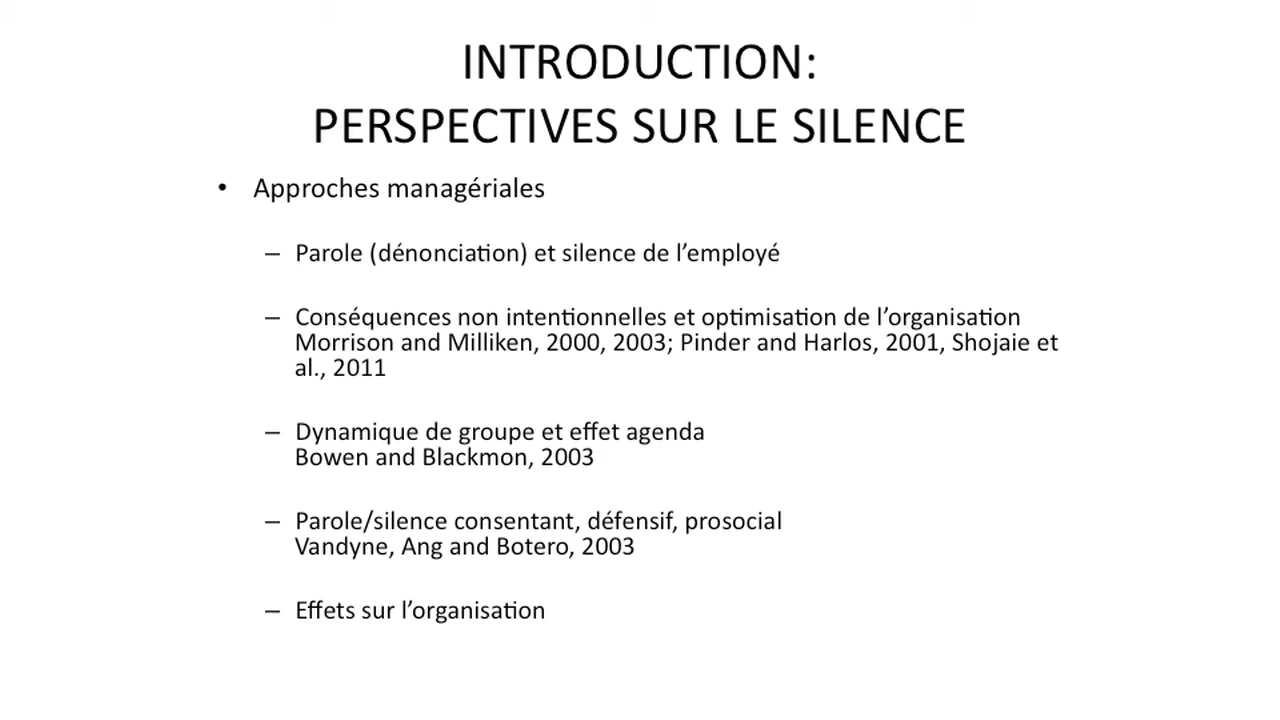 INTRODUCTION:
PERSPECTIVES SUR LE SILENCE
• Approches managériales
– Parole (dénonciation) et silence de l’employé
– Conséquences non intentionnelles et optimisation de l’organisation
Morrison and Milliken, 2000, 2003; Pinder and Harlos, 2001, Shojaie et
al., 2011
– Dynamique de groupe et effet agenda
Bowen and Blackmon, 2003
– Parole/silence consentant, défensif, prosocial
Vandyne, Ang and Botero, 2003
– Effets sur l’organisation